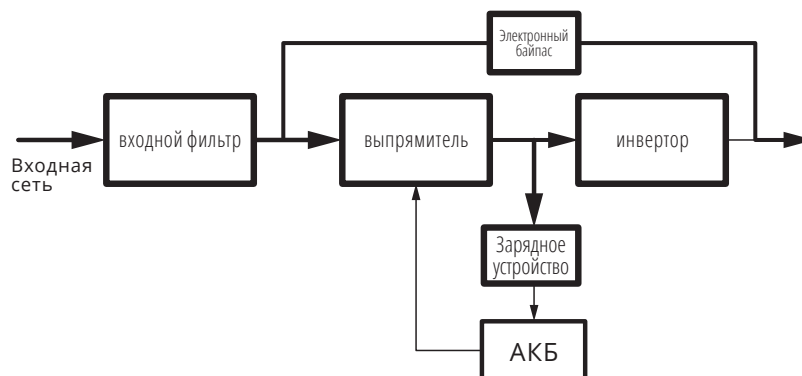 Электронный
байпас
входной фильтр
выпрямитель
инвертор
Входная
сеть
Зарядное
устройство
АКБ